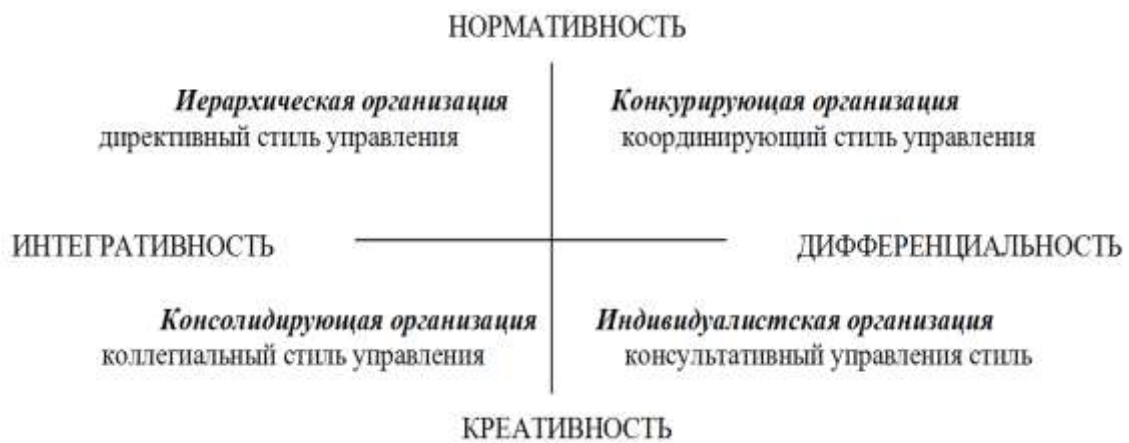 НОРМАТИВНОСТЬ
Иерархическая организация
директивный стиль управления
Конкурирующая организация
координирующий стиль управления
ИНТЕГРАТИВНОСТЬ
ДИФФЕРЕНЦИАЛЬНОСТЬ
Консолидирующая организация
коллегиальный стиль управления
Индивидуалистская организация
консультативный управления стиль
КРЕАТИВНОСТЬ